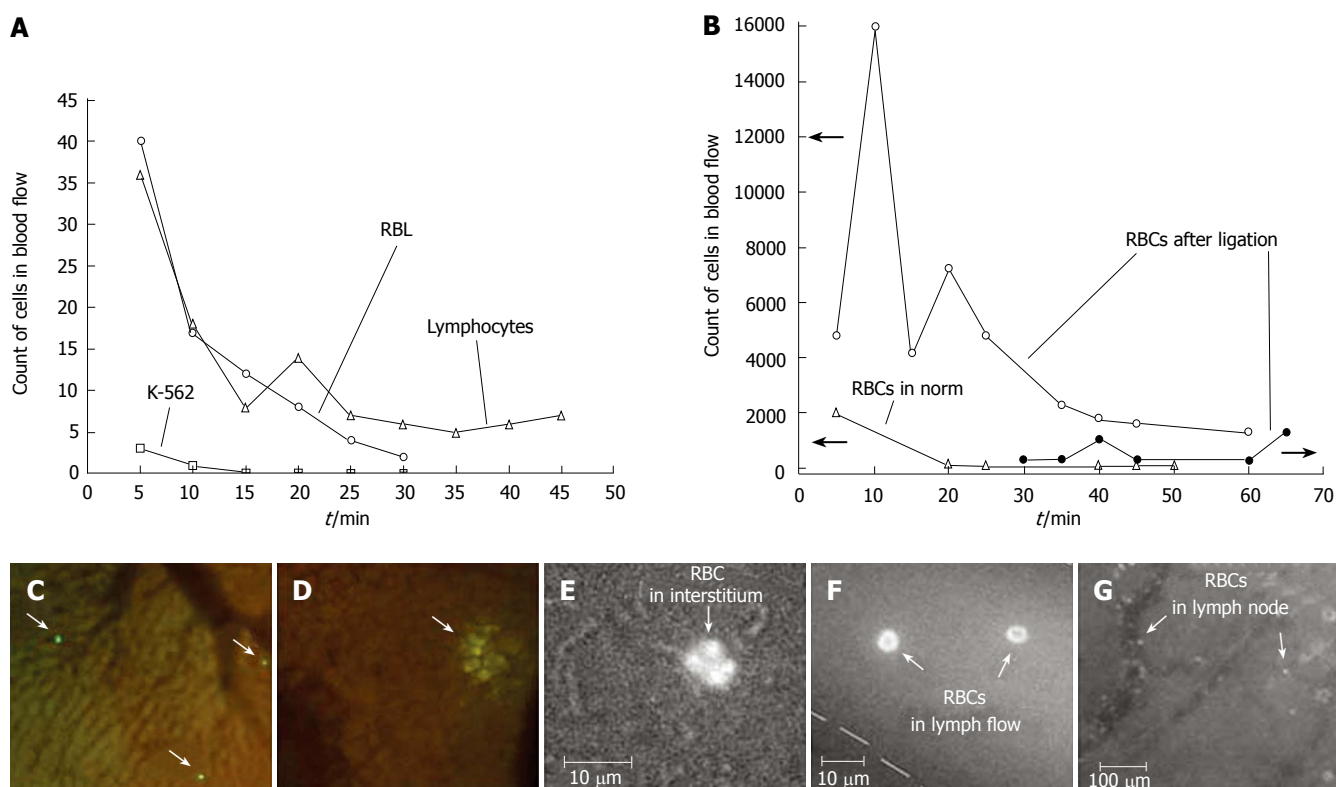 A
Count of cells in blood flow
45
40
35
30
25
20
15
10
5
0
RBL
Lymphocytes
K-562
0 5 10 15 20 25 30 35 40 45 50
t/min
B
Count of cells in blood flow
16000
14000
12000
10000
8000
6000
4000
2000
0
RBCs after ligation
RBCs in norm
0 10 20 30 40 50 60 70
t/min
C
D
E
RBC
in interstitium
10 μm
F
RBCs
in lymph flow
10 μm
G
RBCs
in lymph node
100 μm